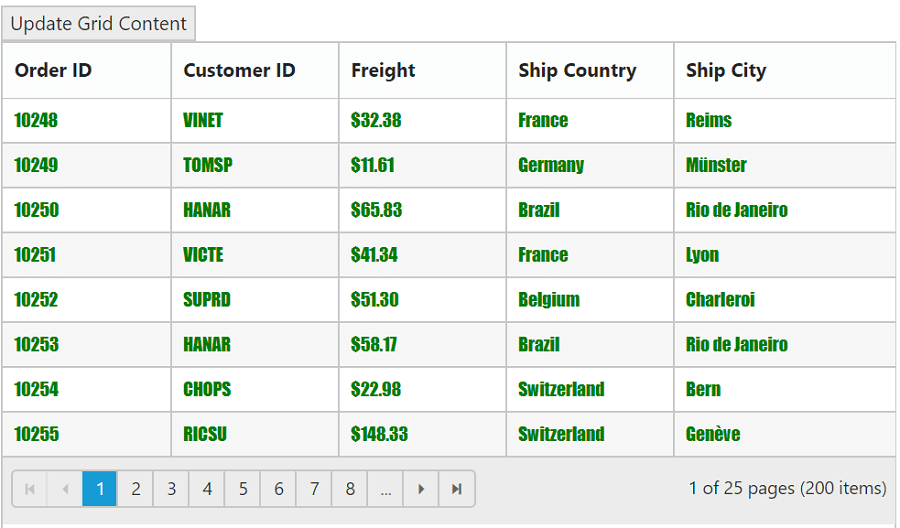 Update Grid Content
Order ID Customer ID Freight Ship Country Ship City
10248 VINET $32.38 France Reims
10249 TOMSP $11.61 Germany Münster
10250 HANAR $65.83 Brazil Rio de Janeiro
10251 VICTE $41.34 France Lyon
10252 SUPRD $51.30 Belgium Charleroi
10253 HANAR $58.17 Brazil Rio de Janeiro
10254 CHOPS $22.98 Switzerland Bern
10255 RICSU $148.33 Switzerland Genève
1 2 3 4 5 6 7 8 ... 1 of 25 pages (200 items)